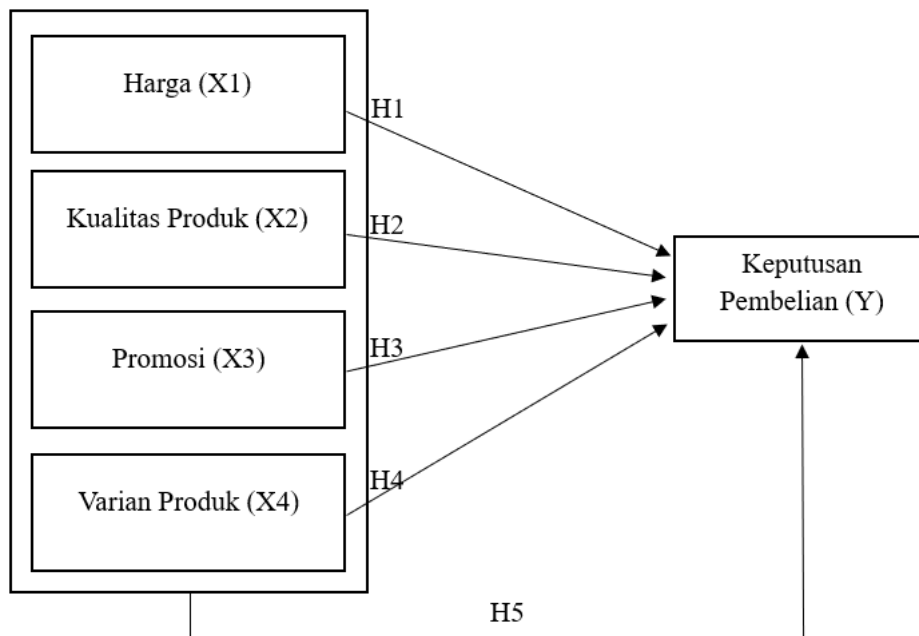 Harga (X1)
H1
Kualitas Produk (X2)
H2
Keputusan
Pembelian (Y)
Promosi (X3)
H3
Varian Produk (X4)
H4
H5